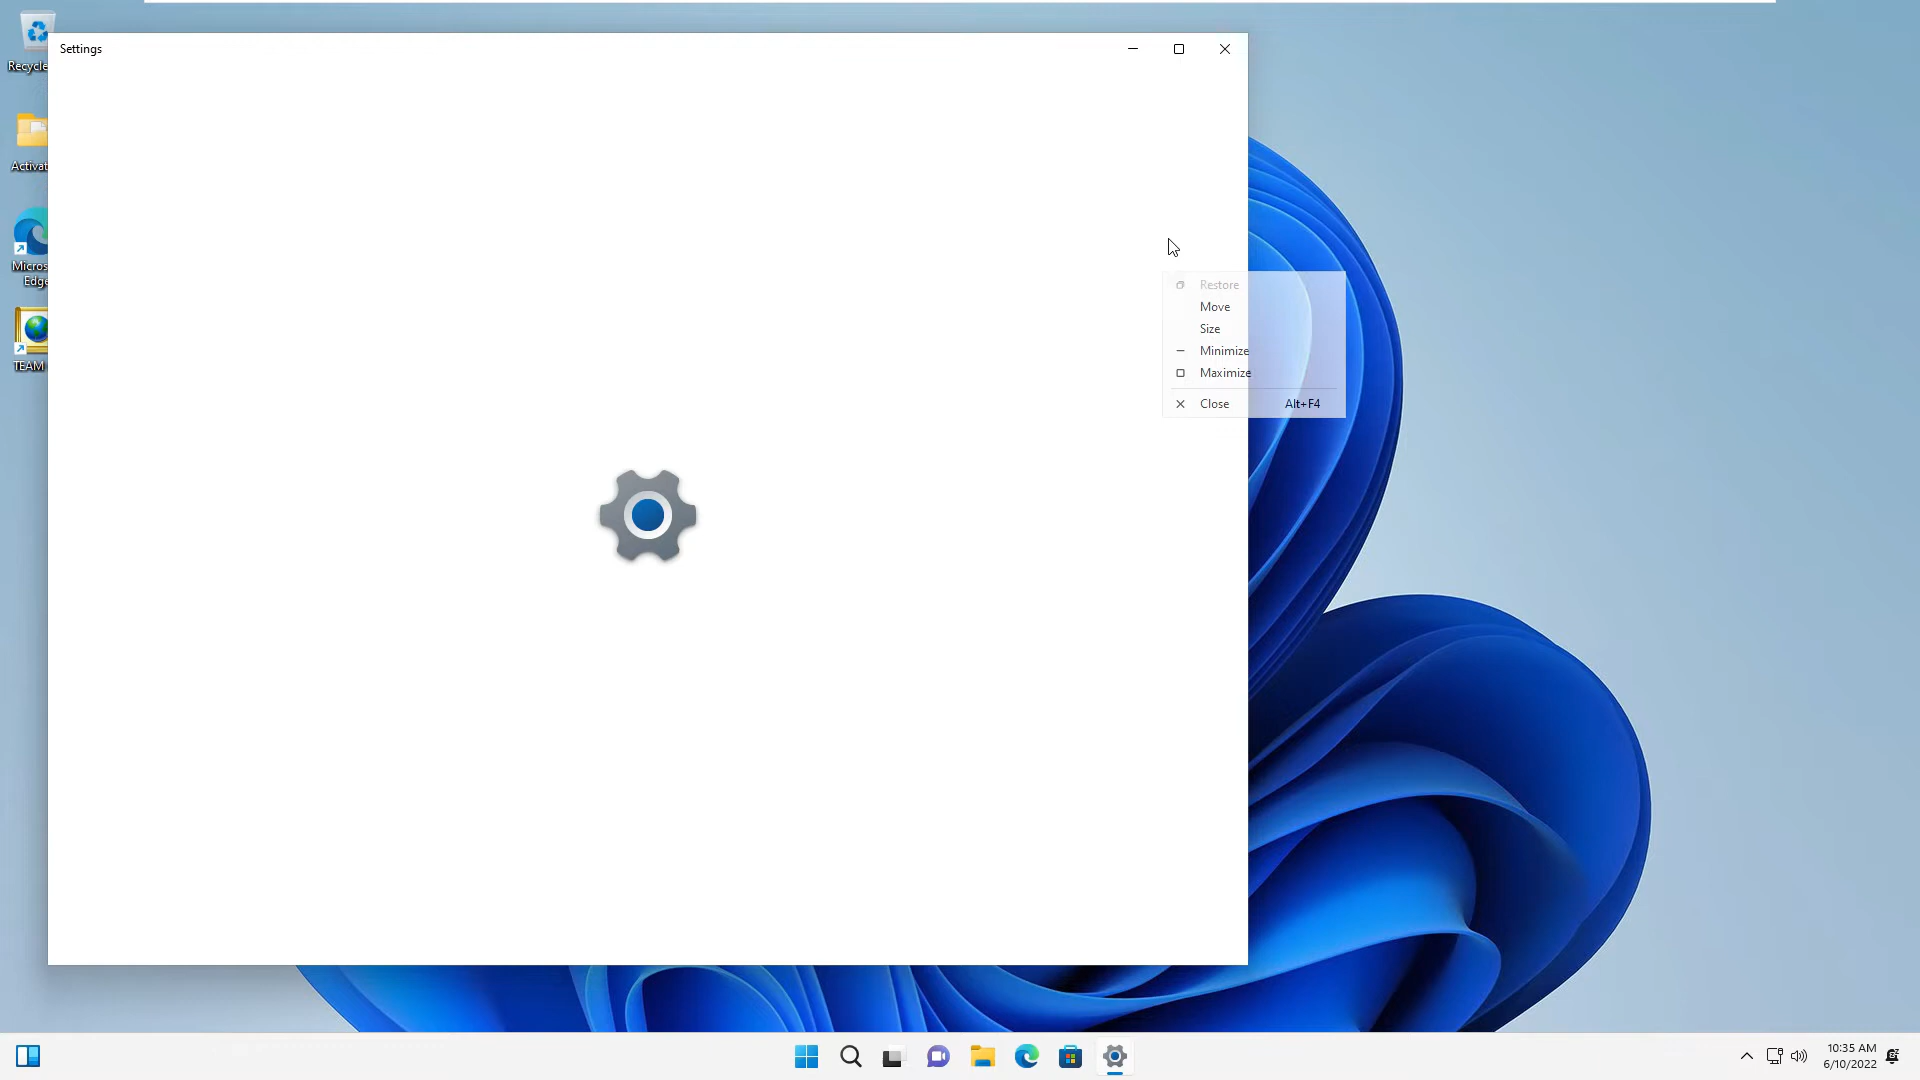 Settings
Recycle
Activat
Micros
Edge
TEAM
Restore
Move
Size
Minimize
Maximize
Close Alt+F4
10:35 AM
6/10/2022